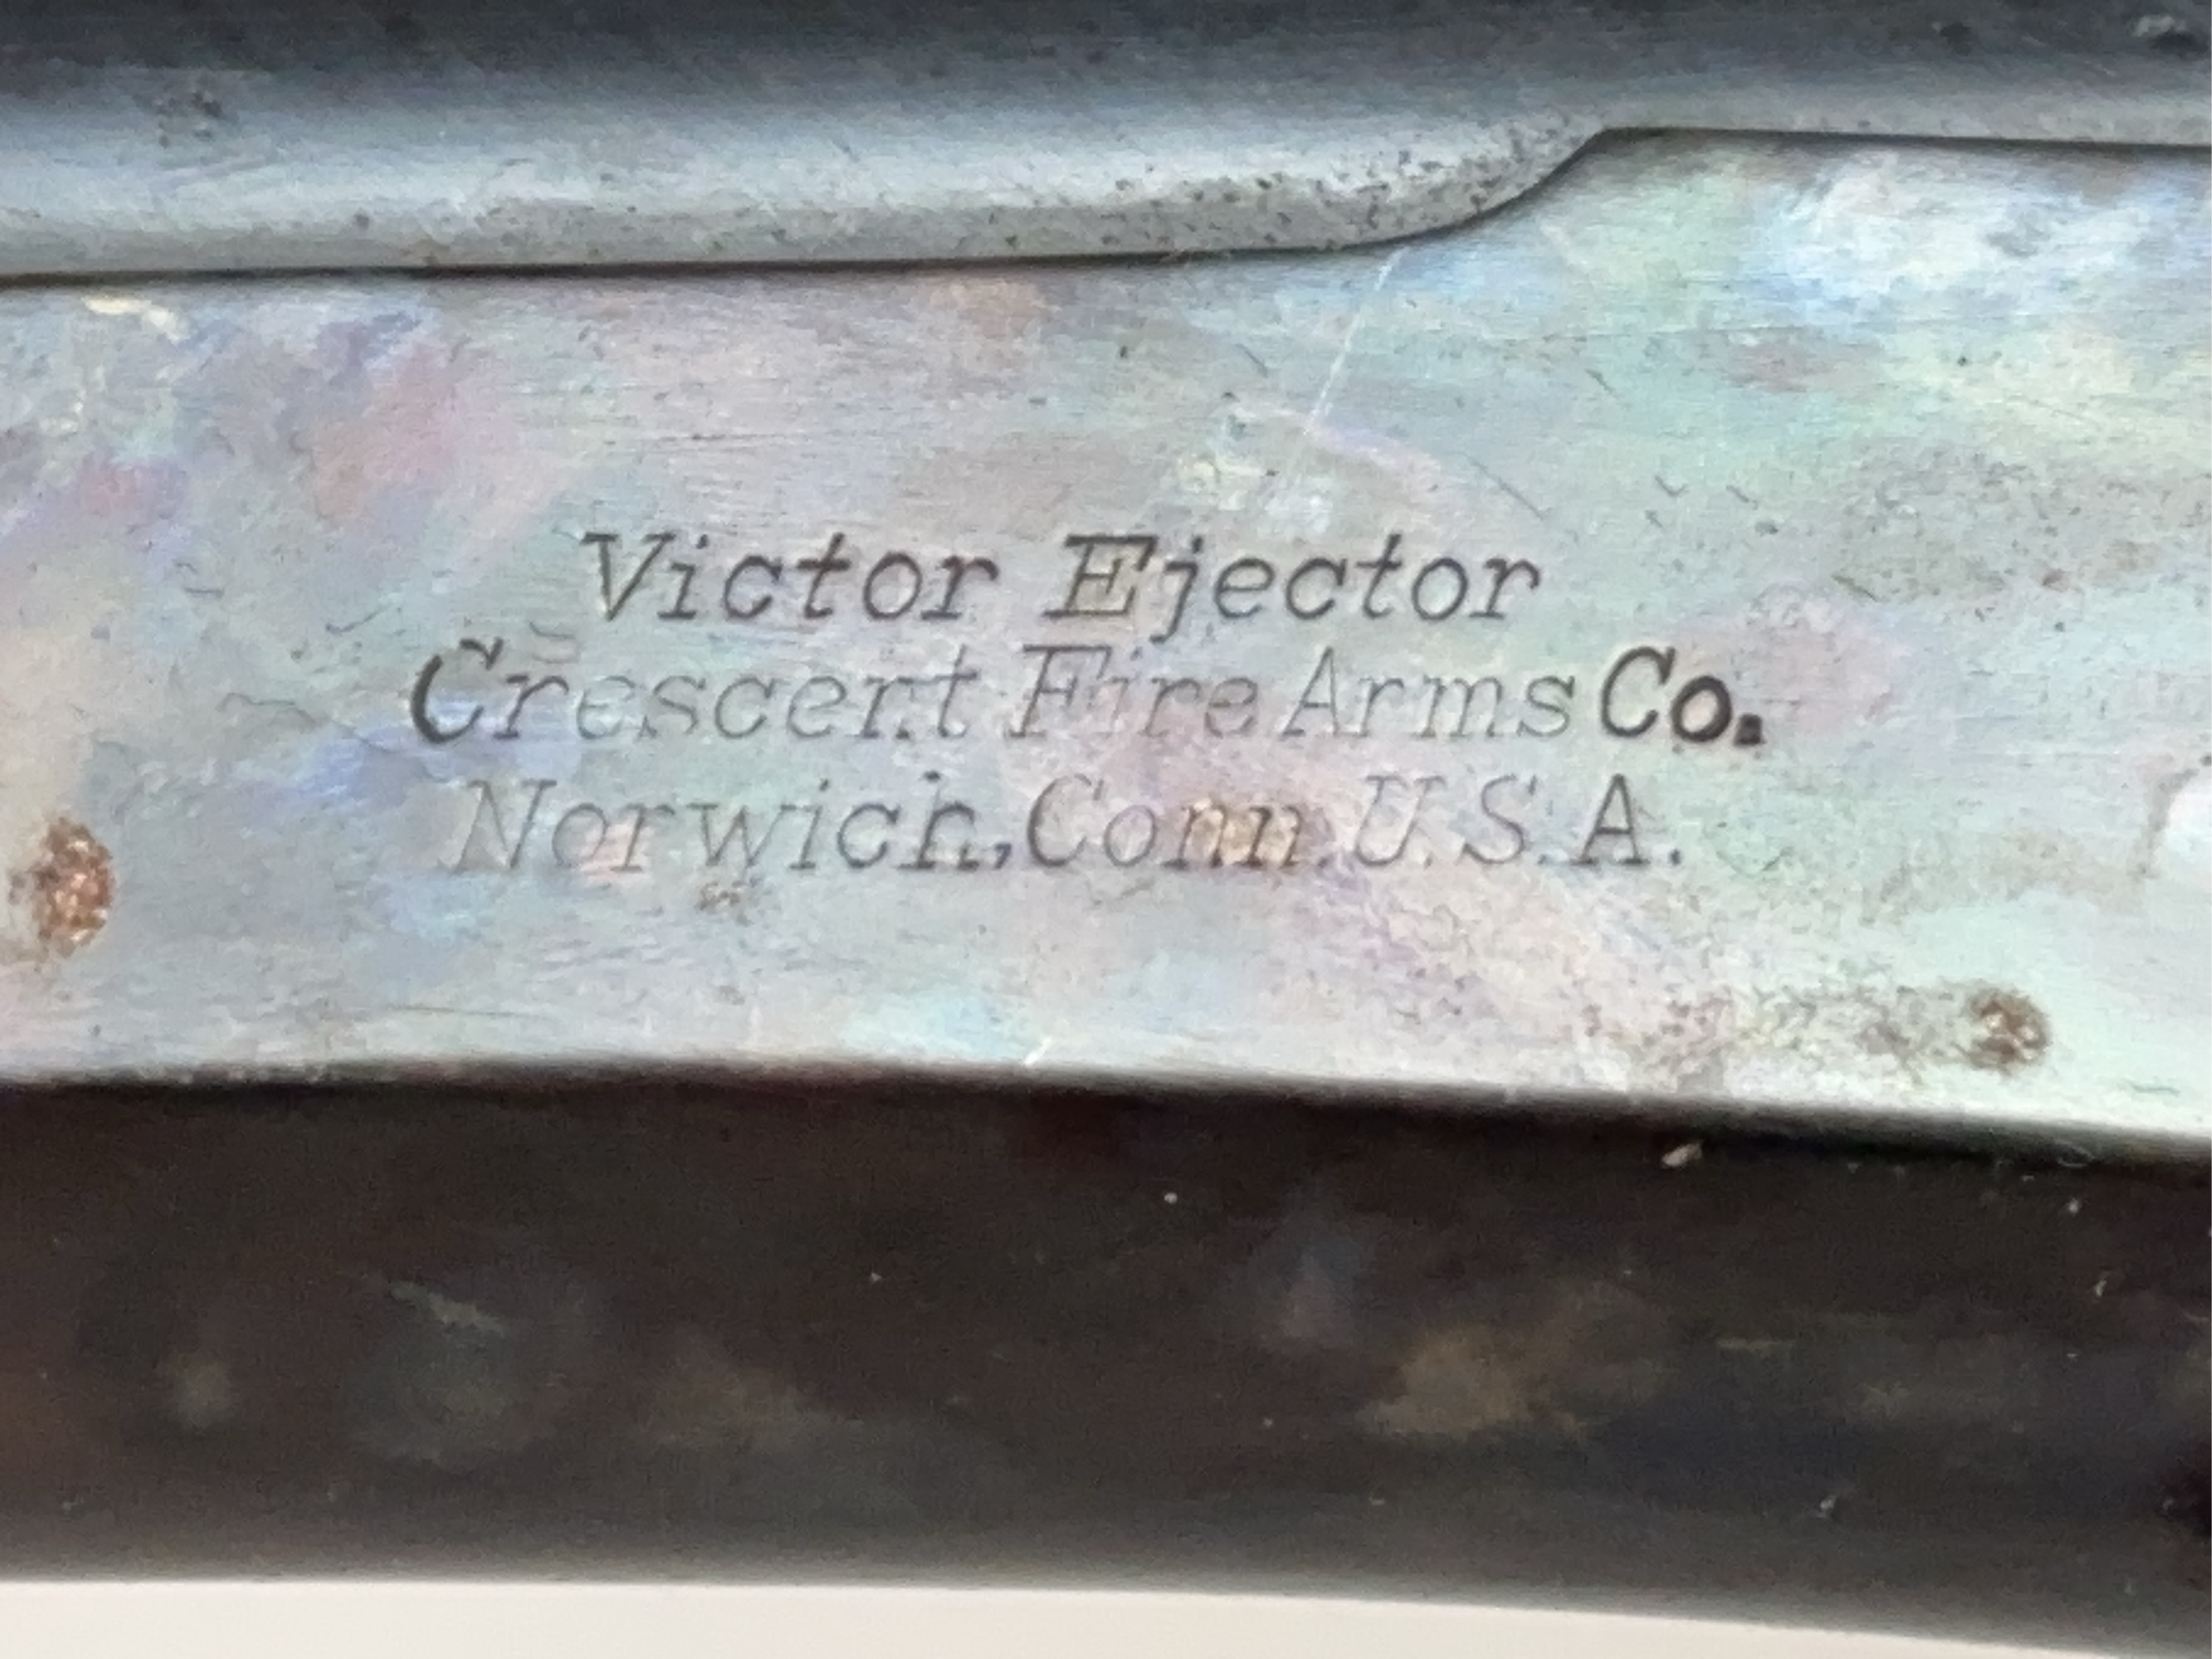 Victor Ejector
Crescent Fire Arms Co.
Norwich, Conn. U.S.A.